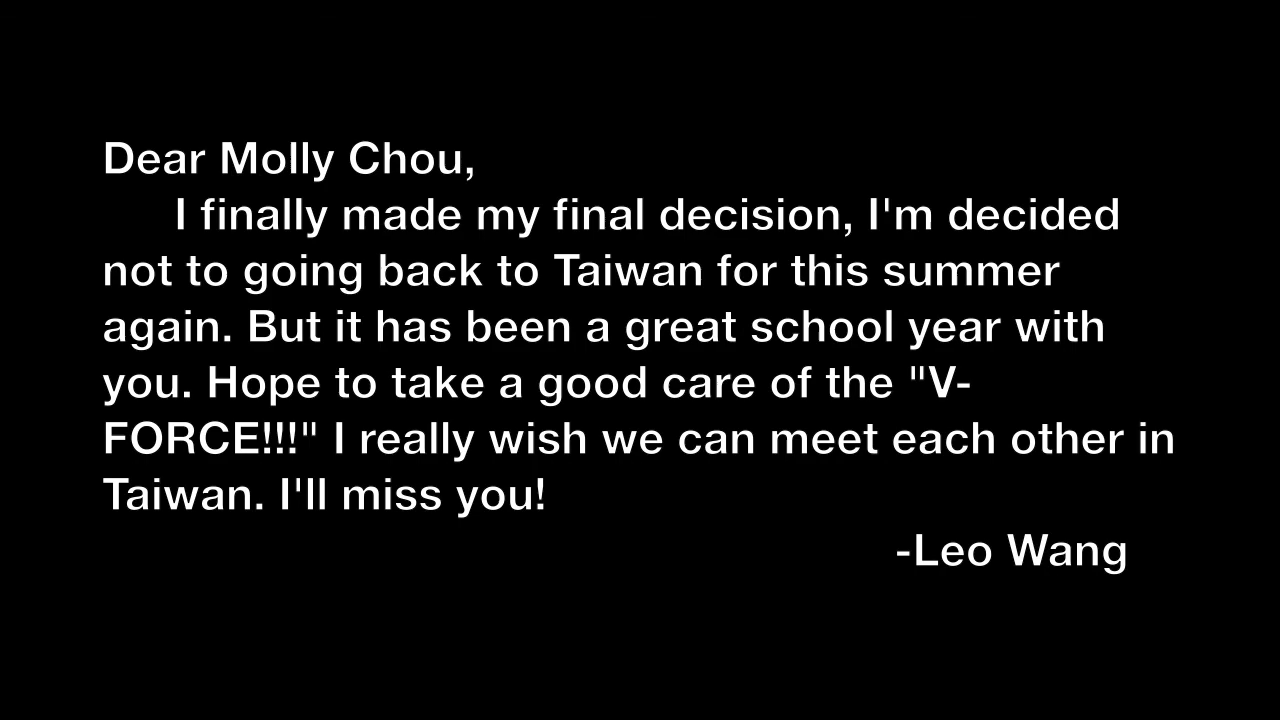 Dear Molly Chou,
I finally made my final decision, I'm decided
not to going back to Taiwan for this summer
again. But it has been a great school year with
you. Hope to take a good care of the "V-
FORCE!!!" I really wish we can meet each other in
Taiwan. I'll miss you!
-Leo Wang